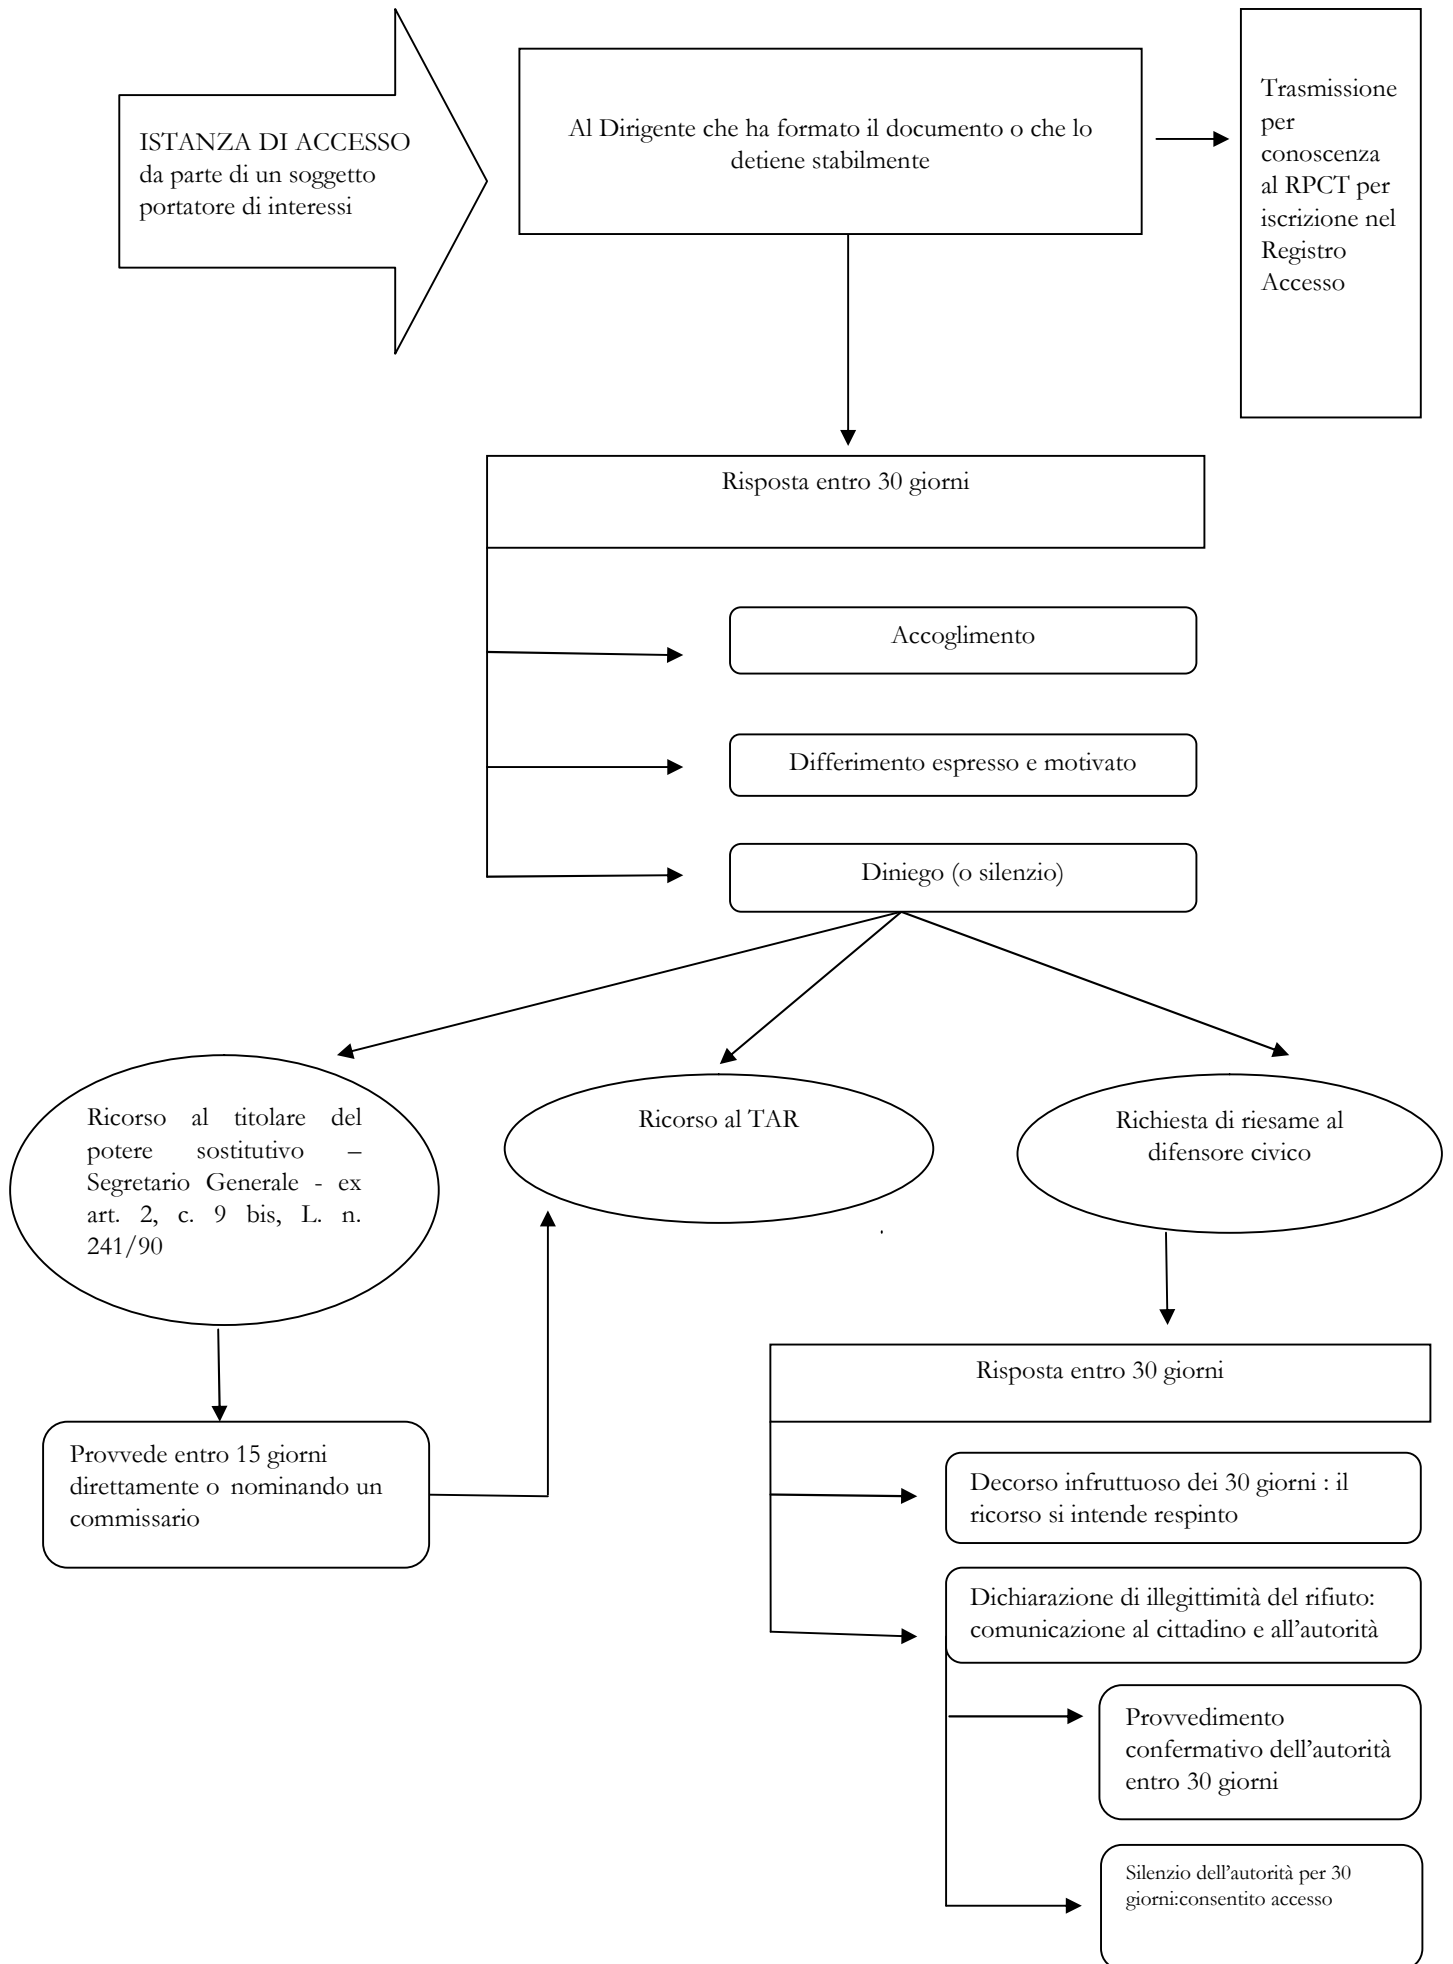 ISTANZA DI ACCESSO
da parte di un soggetto
portatore di interessi
Al Dirigente che ha formato il documento o che lo
detiene stabilmente
Trasmissione
per
conoscenza
al RPCT per
iscrizione nel
Registro
Accesso
Risposta entro 30 giorni
Accoglimento
Differimento espresso e motivato
Diniego (o silenzio)
Ricorso al titolare del
potere sostitutivo –
Segretario Generale - ex
art. 2, c. 9 bis, L. n.
241/90
Ricorso al TAR
Richiesta di riesame al
difensore civico
Provvede entro 15 giorni
direttamente o nominando un
commissario
Risposta entro 30 giorni
Decorso infruttuoso dei 30 giorni : il
ricorso si intende respinto
Dichiarazione di illegittimità del rifiuto:
comunicazione al cittadino e all’autorità
Provvedimento
confermativo dell’autorità
entro 30 giorni
Silenzio dell’autorità per 30
giorni:consentito accesso